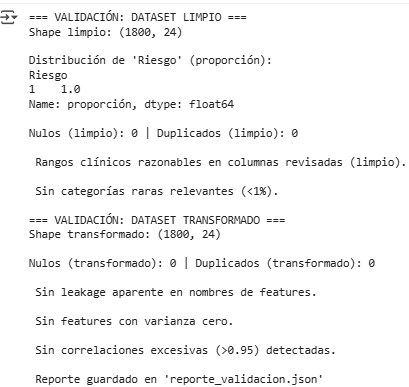 === VALIDACIÓN: DATASET LIMPIO ===
Shape limpio: (1800, 24)
Distribución de 'Riesgo' (proporción):
Riesgo
1    1.0
Name: proporción, dtype: float64
Nulos (limpio): 0 | Duplicados (limpio): 0
Rangos clínicos razonables en columnas revisadas (limpio).
Sin categorías raras relevantes (<1%).
=== VALIDACIÓN: DATASET TRANSFORMADO ===
Shape transformado: (1800, 24)
Nulos (transformado): 0 | Duplicados (transformado): 0
Sin leakage aparente en nombres de features.
Sin features con varianza cero.
Sin correlaciones excesivas (>0.95) detectadas.
Reporte guardado en 'reporte_validacion.json'